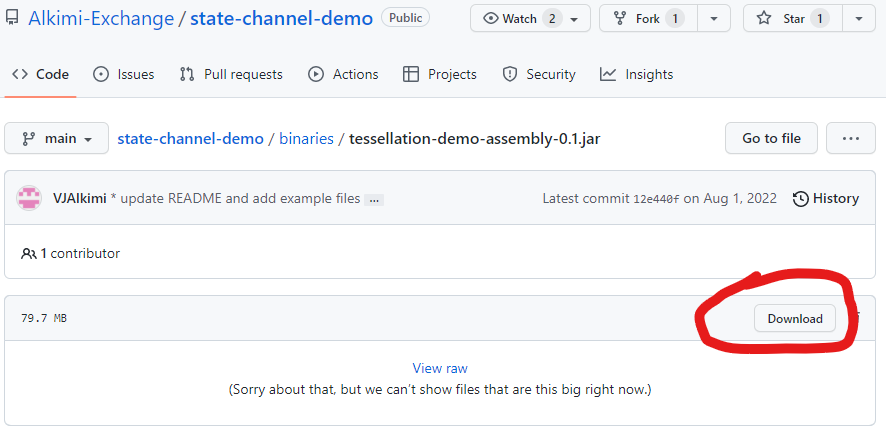 Alkimi-Exchange / state-channel-demo Public Watch 2 Fork 1 Star 1
Code Issues Pull requests Actions Projects Security Insights
main state-channel-demo / binaries / tessellation-demo-assembly-0.1.jar Go to file ...
VJAlkimi * update README and add example files ... Latest commit 12e440f on Aug 1, 2022 History
1 contributor
79.7 MB Download
View raw
(Sorry about that, but we can't show files that are this big right now.)